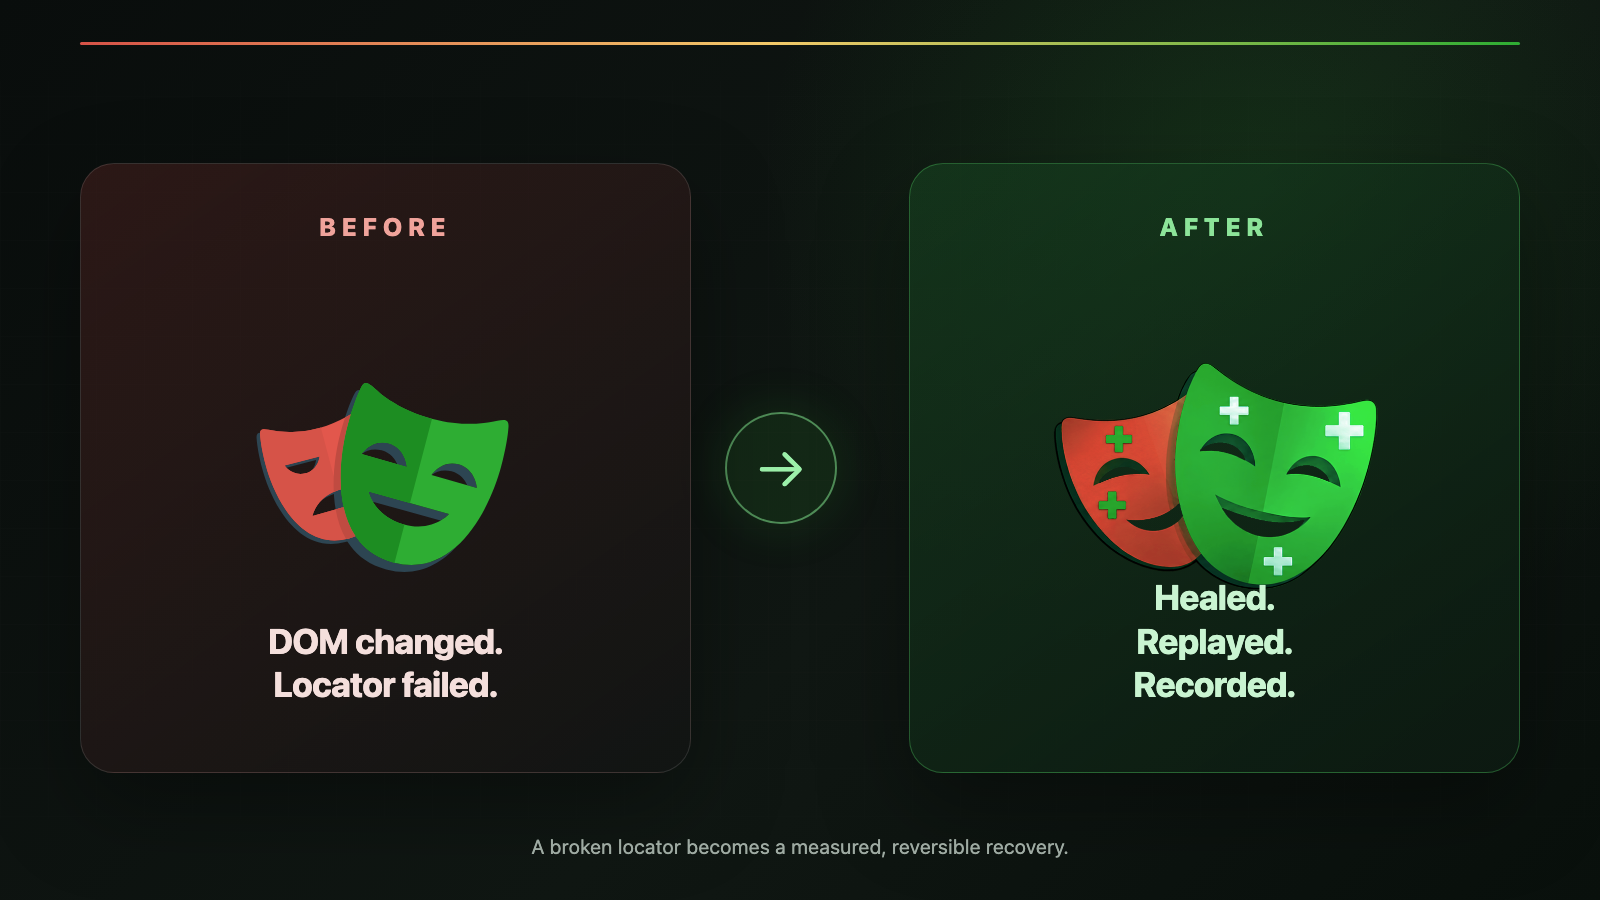 BEFORE
DOM changed.
Locator failed.
AFTER
Healed.
Replayed.
Recorded.
A broken locator becomes a measured, reversible recovery.